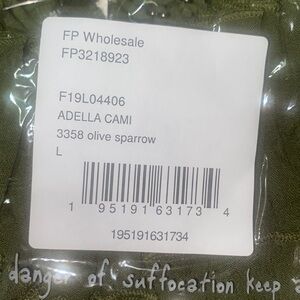 FP Wholesale
FP3218923
F19L04406
ADELLA CAMI
3358 olive sparrow
L
1 95191 63173 4
195191631734
danger of suffocation keep